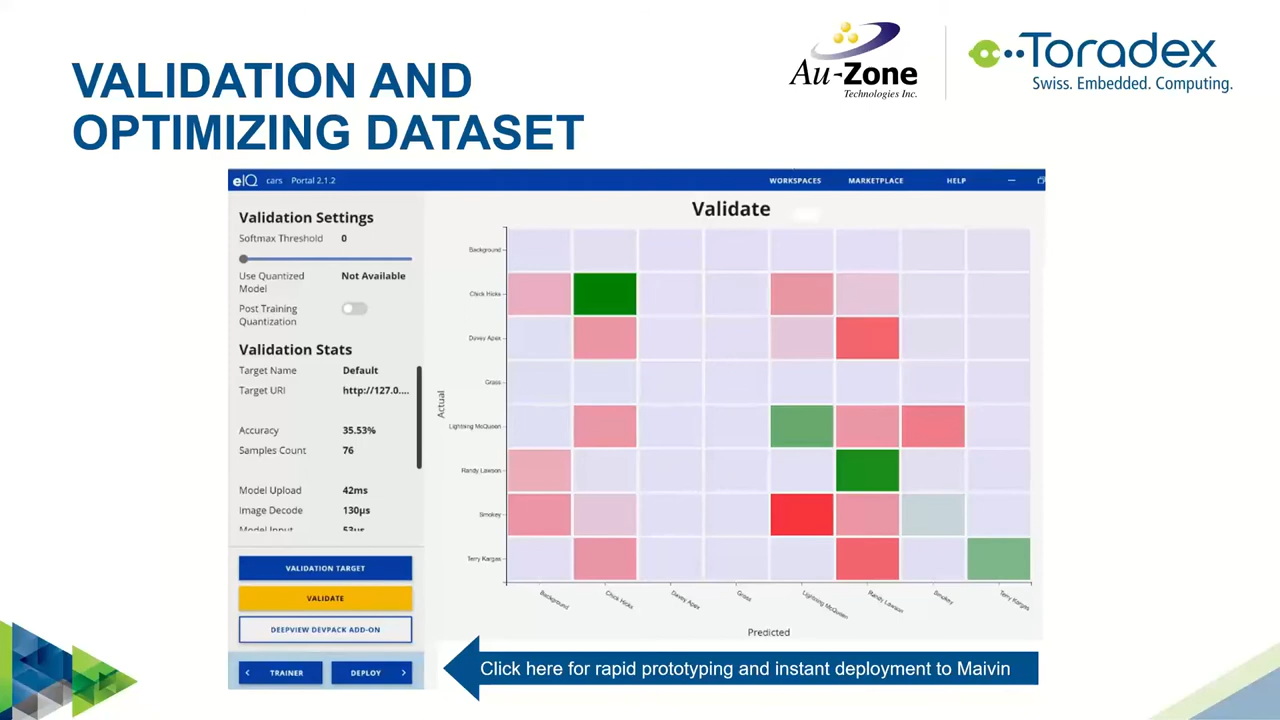 VALIDATION AND
OPTIMIZING DATASET
Au-Zone
Technologies Inc.
Toradex
Swiss. Embedded. Computing.
eIQ cars Portal 2.1.2
WORKSPACES MARKETPLACE HELP
Validation Settings
Softmax Threshold 0
Use Quantized
Model
Not Available
Post Training
Quantization
Validation Stats
Target Name Default
Target URI http://127.0....
Accuracy 35.53%
Samples Count 76
Model Upload 42ms
Image Decode 130µs
Model Input 53µs
VALIDATION TARGET
VALIDATE
DEEPVIEW DEVPACK ADD-ON
TRAINER
DEPLOY
Validate
Actual
Background
Chick Hicks
Davey Apex
Grass
Lightning McQueen
Randy Lawson
Smokey
Terry Kargas
Background
Chick Hicks
Davey Apex
Grass
Lightning McQueen
Randy Lawson
Smokey
Terry Kargas
Predicted
Click here for rapid prototyping and instant deployment to Maivin